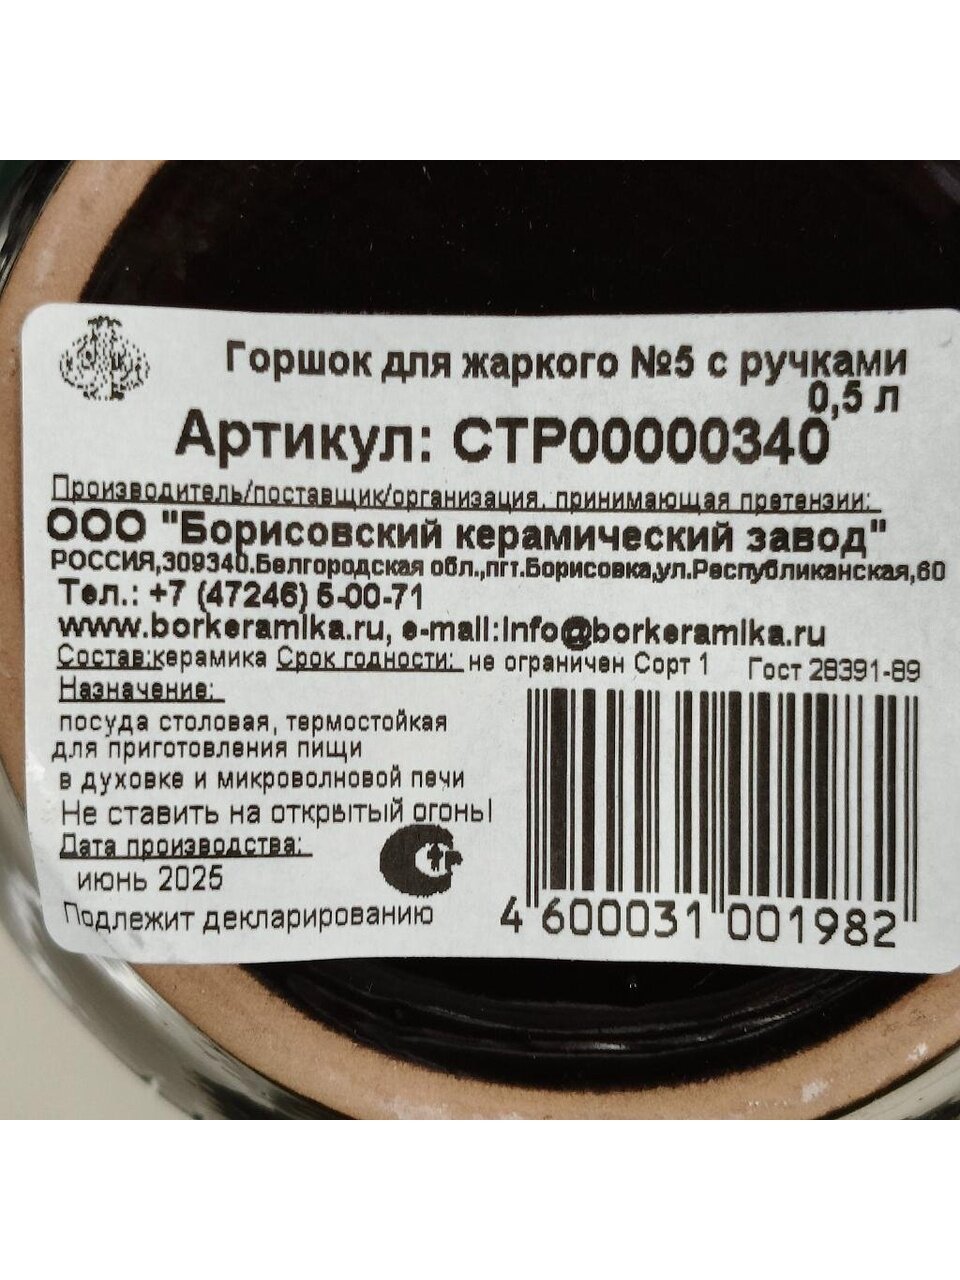 Горшок для жаркого №5 с ручками
0,5 л
Артикул: СТР00000340
Производитель/поставщик/организация, принимающая претензии:
ООО "Борисовский керамический завод"
РОССИЯ,309340.Белгородская обл.,пгт.Борисовка,ул.Республиканская,60
Тел.: +7 (47246) 5-00-71
www.borkeramika.ru, e-mail:info@borkeramika.ru
Состав:керамика Срок годности: не ограничен Сорт 1 Гост 28391-89
Назначение:
посуда столовая, термостойкая
для приготовления пищи
в духовке и микроволновой печи
Не ставить на открытый огонь!
Дата производства:
июнь 2025
Подлежит декларированию
4 600031 001982